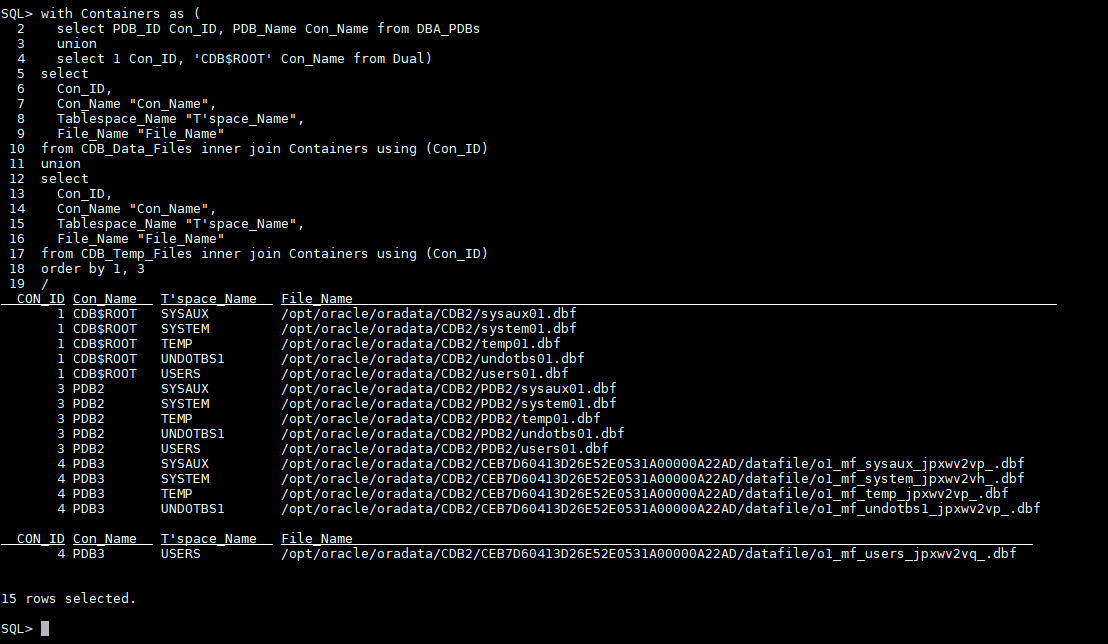 SQL> with Containers as (
  2    select PDB_ID Con_ID, PDB_Name Con_Name from DBA_PDBs
  3    union
  4    select 1 Con_ID, 'CDB$ROOT' Con_Name from Dual)
  5  select
  6    Con_ID,
  7    Con_Name "Con_Name",
  8    Tablespace_Name "T'space_Name",
  9    File_Name "File_Name"
 10  from CDB_Data_Files inner join Containers using (Con_ID)
 11  union
 12  select
 13    Con_ID,
 14    Con_Name "Con_Name",
 15    Tablespace_Name "T'space_Name",
 16    File_Name "File_Name"
 17  from CDB_Temp_Files inner join Containers using (Con_ID)
 18  order by 1, 3
 19  /
  CON_ID Con_Name   T'space_Name   File_Name
       1 CDB$ROOT   SYSAUX         /opt/oracle/oradata/CDB2/sysaux01.dbf
       1 CDB$ROOT   SYSTEM         /opt/oracle/oradata/CDB2/system01.dbf
       1 CDB$ROOT   TEMP           /opt/oracle/oradata/CDB2/temp01.dbf
       1 CDB$ROOT   UNDOTBS1       /opt/oracle/oradata/CDB2/undotbs01.dbf
       1 CDB$ROOT   USERS          /opt/oracle/oradata/CDB2/users01.dbf
       3 PDB2       SYSAUX         /opt/oracle/oradata/CDB2/PDB2/sysaux01.dbf
       3 PDB2       SYSTEM         /opt/oracle/oradata/CDB2/PDB2/system01.dbf
       3 PDB2       TEMP           /opt/oracle/oradata/CDB2/PDB2/temp01.dbf
       3 PDB2       UNDOTBS1       /opt/oracle/oradata/CDB2/PDB2/undotbs01.dbf
       3 PDB2       USERS          /opt/oracle/oradata/CDB2/PDB2/users01.dbf
       4 PDB3       SYSAUX         /opt/oracle/oradata/CDB2/CEB7D60413D26E52E0531A00000A22AD/datafile/o1_mf_sysaux_jpxwv2vp_.dbf
       4 PDB3       SYSTEM         /opt/oracle/oradata/CDB2/CEB7D60413D26E52E0531A00000A22AD/datafile/o1_mf_system_jpxwv2vh_.dbf
       4 PDB3       TEMP           /opt/oracle/oradata/CDB2/CEB7D60413D26E52E0531A00000A22AD/datafile/o1_mf_temp_jpxwv2vp_.dbf
       4 PDB3       UNDOTBS1       /opt/oracle/oradata/CDB2/CEB7D60413D26E52E0531A00000A22AD/datafile/o1_mf_undotbs1_jpxwv2vp_.dbf
  CON_ID Con_Name   T'space_Name   File_Name
       4 PDB3       USERS          /opt/oracle/oradata/CDB2/CEB7D60413D26E52E0531A00000A22AD/datafile/o1_mf_users_jpxwv2vq_.dbf
15 rows selected.
SQL>